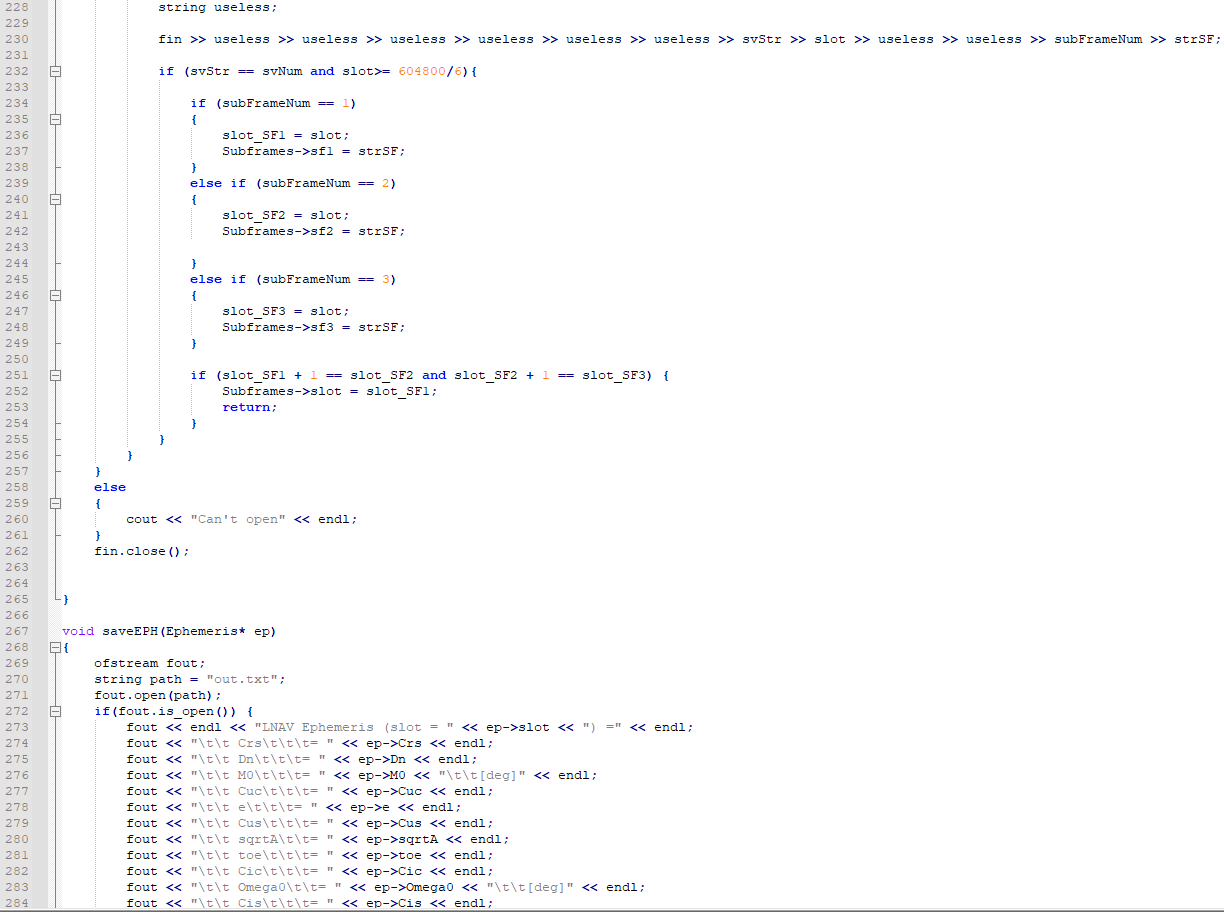 228 string useless;
229
230 fin >> useless >> useless >> useless >> useless >> useless >> useless >> svStr >> slot >> useless >> useless >> subFrameNum >> strSF;
231
232 if (svStr == svNum and slot>= 604800/6){
233
234 if (subFrameNum == 1)
235 {
236 slot_SF1 = slot;
237 Subframes->sf1 = strSF;
238 }
239 else if (subFrameNum == 2)
240 {
241 slot_SF2 = slot;
242 Subframes->sf2 = strSF;
243
244 }
245 else if (subFrameNum == 3)
246 {
247 slot_SF3 = slot;
248 Subframes->sf3 = strSF;
249 }
250
251 if (slot_SF1 + 1 == slot_SF2 and slot_SF2 + 1 == slot_SF3) {
252 Subframes->slot = slot_SF1;
253 return;
254 }
255 }
256 }
257 }
258 else
259 {
260 cout << "Can't open" << endl;
261 }
262 fin.close();
263
264
265 }
266
267 void saveEPH(Ephemeris* ep)
268 {
269 ofstream fout;
270 string path = "out.txt";
271 fout.open(path);
272 if(fout.is_open()) {
273 fout << endl << "LNAV Ephemeris (slot = " << ep->slot << ") =" << endl;
274 fout << "\t\t Crs\t\t\t= " << ep->Crs << endl;
275 fout << "\t\t Dn\t\t\t= " << ep->Dn << endl;
276 fout << "\t\t M0\t\t\t= " << ep->M0 << "\t\t[deg]" << endl;
277 fout << "\t\t Cuc\t\t\t= " << ep->Cuc << endl;
278 fout << "\t\t e\t\t\t= " << ep->e << endl;
279 fout << "\t\t Cus\t\t\t= " << ep->Cus << endl;
280 fout << "\t\t sqrtA\t\t= " << ep->sqrtA << endl;
281 fout << "\t\t toe\t\t\t= " << ep->toe << endl;
282 fout << "\t\t Cic\t\t\t= " << ep->Cic << endl;
283 fout << "\t\t Omega0\t\t= " << ep->Omega0 << "\t\t[deg]" << endl;
284 fout << "\t\t Cis\t\t\t= " << ep->Cis << endl;